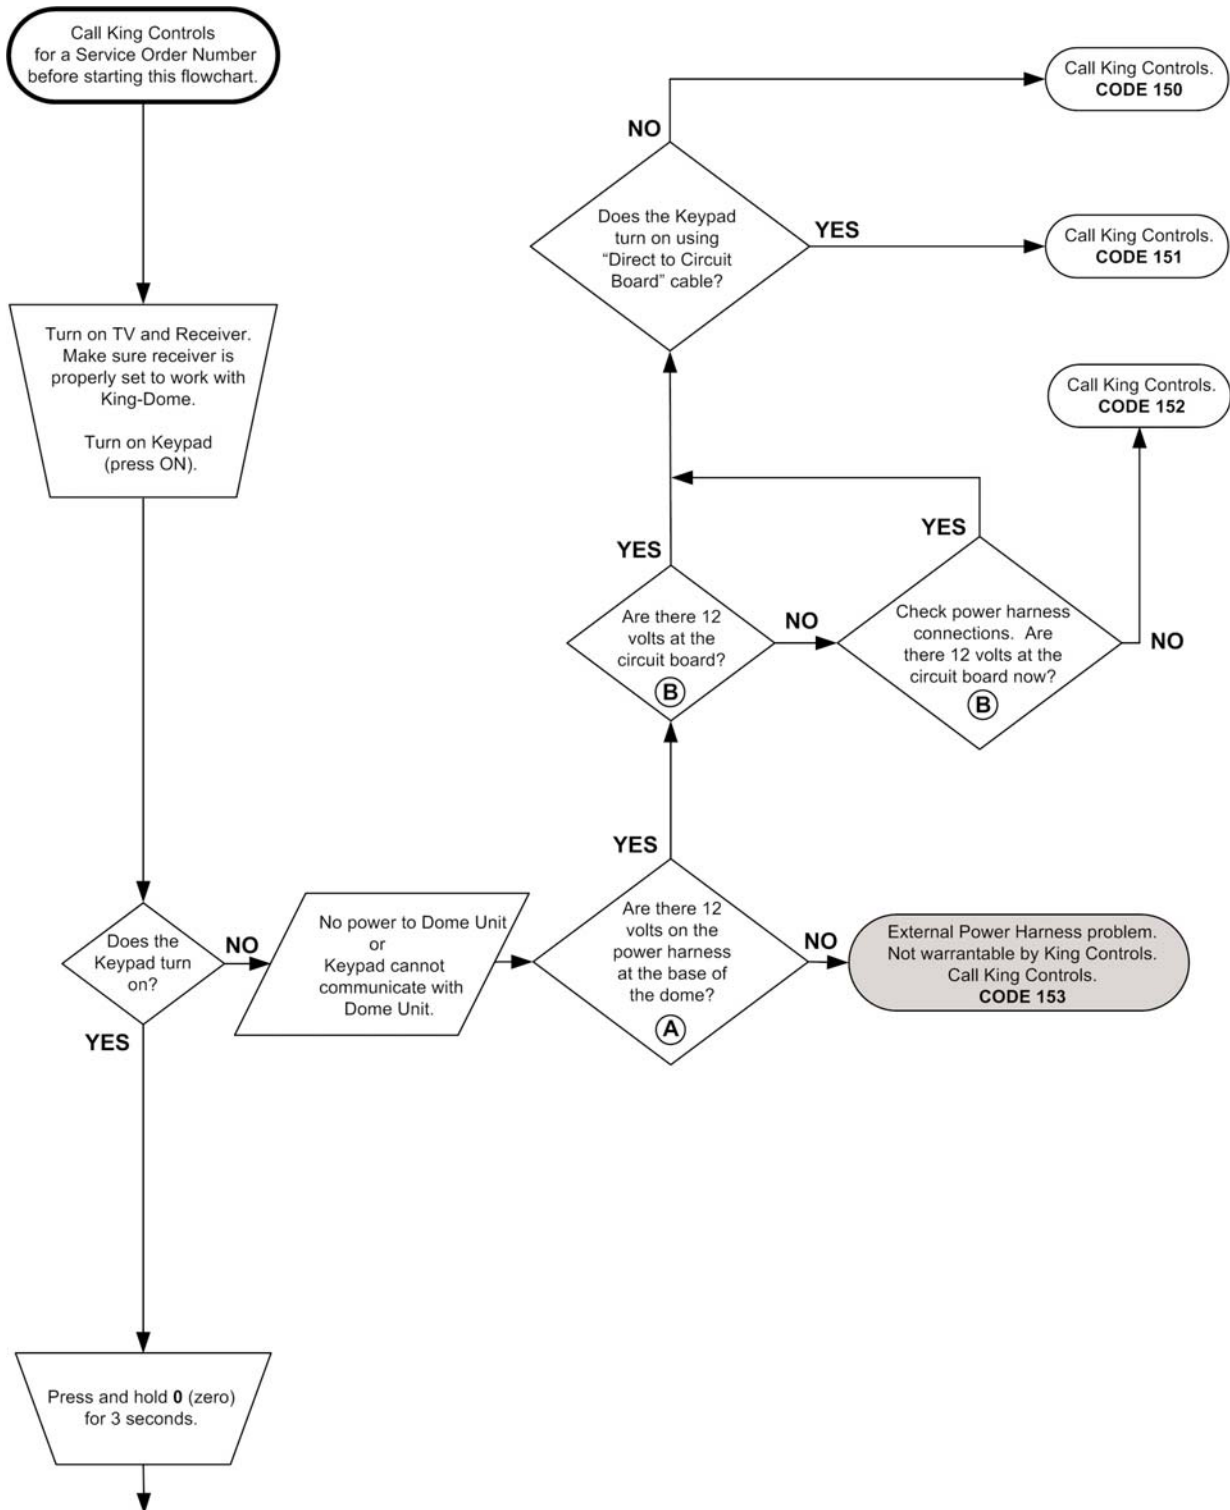 Call King Controls
for a Service Order Number
before starting this flowchart.
Call King Controls.
CODE 150
NO
Does the Keypad
turn on using
“Direct to Circuit
Board” cable?
YES
Call King Controls.
CODE 151
Turn on TV and Receiver.
Make sure receiver is
properly set to work with
King-Dome.
Turn on Keypad
(press ON).
Call King Controls.
CODE 152
YES
YES
Are there 12
volts at the
circuit board?
B
NO
Check power harness
connections. Are
there 12 volts at the
circuit board now?
B
NO
YES
Does the
Keypad turn
on?
NO
No power to Dome Unit
or
Keypad cannot
communicate with
Dome Unit.
Are there 12
volts on the
power harness
at the base of
the dome?
A
NO
External Power Harness problem.
Not warrantable by King Controls.
Call King Controls.
CODE 153
YES
Press and hold 0 (zero)
for 3 seconds.